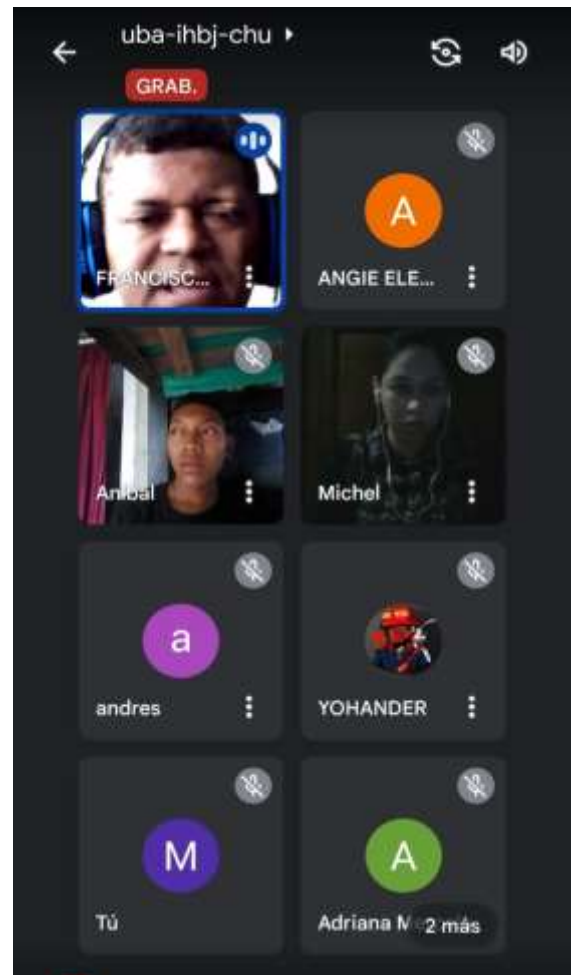 uba-ihbj-chu
GRAB.
FRANCISC...
A
ANGIE ELE...
Anibal
Michel
a
andres
YOHANDER
M
Tú
A
Adriana
2 más